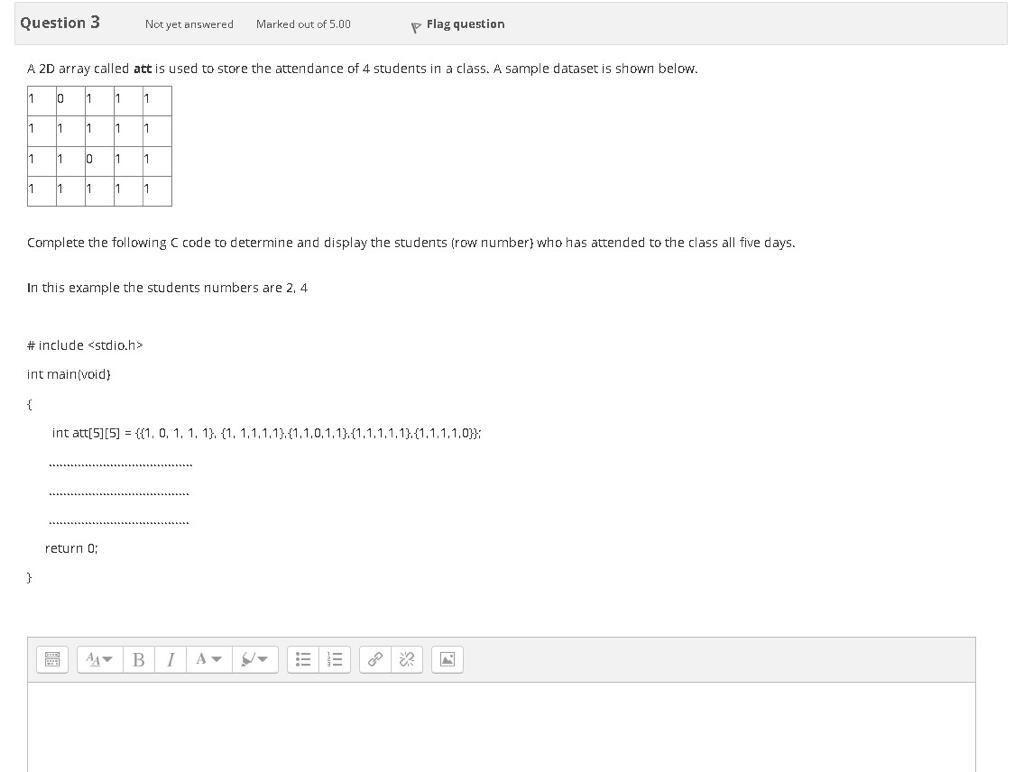 Question 3 Not yet answered Marked out of 5.00 Flag question
A 2D array called att is used to store the attendance of 4 students in a class. A sample dataset is shown below.
1 0 1 1 1
1 1 1 1 1
1 1 0 1 1
1 1 1 1 1
Complete the following C code to determine and display the students (row number} who has attended to the class all five days.
In this example the students numbers are 2, 4
# include <stdio.h>
int main(void}
{
int att[5][5] = {{1, 0, 1, 1, 1}, {1, 1,1,1,1},{1,1,0,1,1},{1,1,1,1,1},{1,1,1,1,0}};
........................................
.......................................
.......................................
return 0;
}
B I A